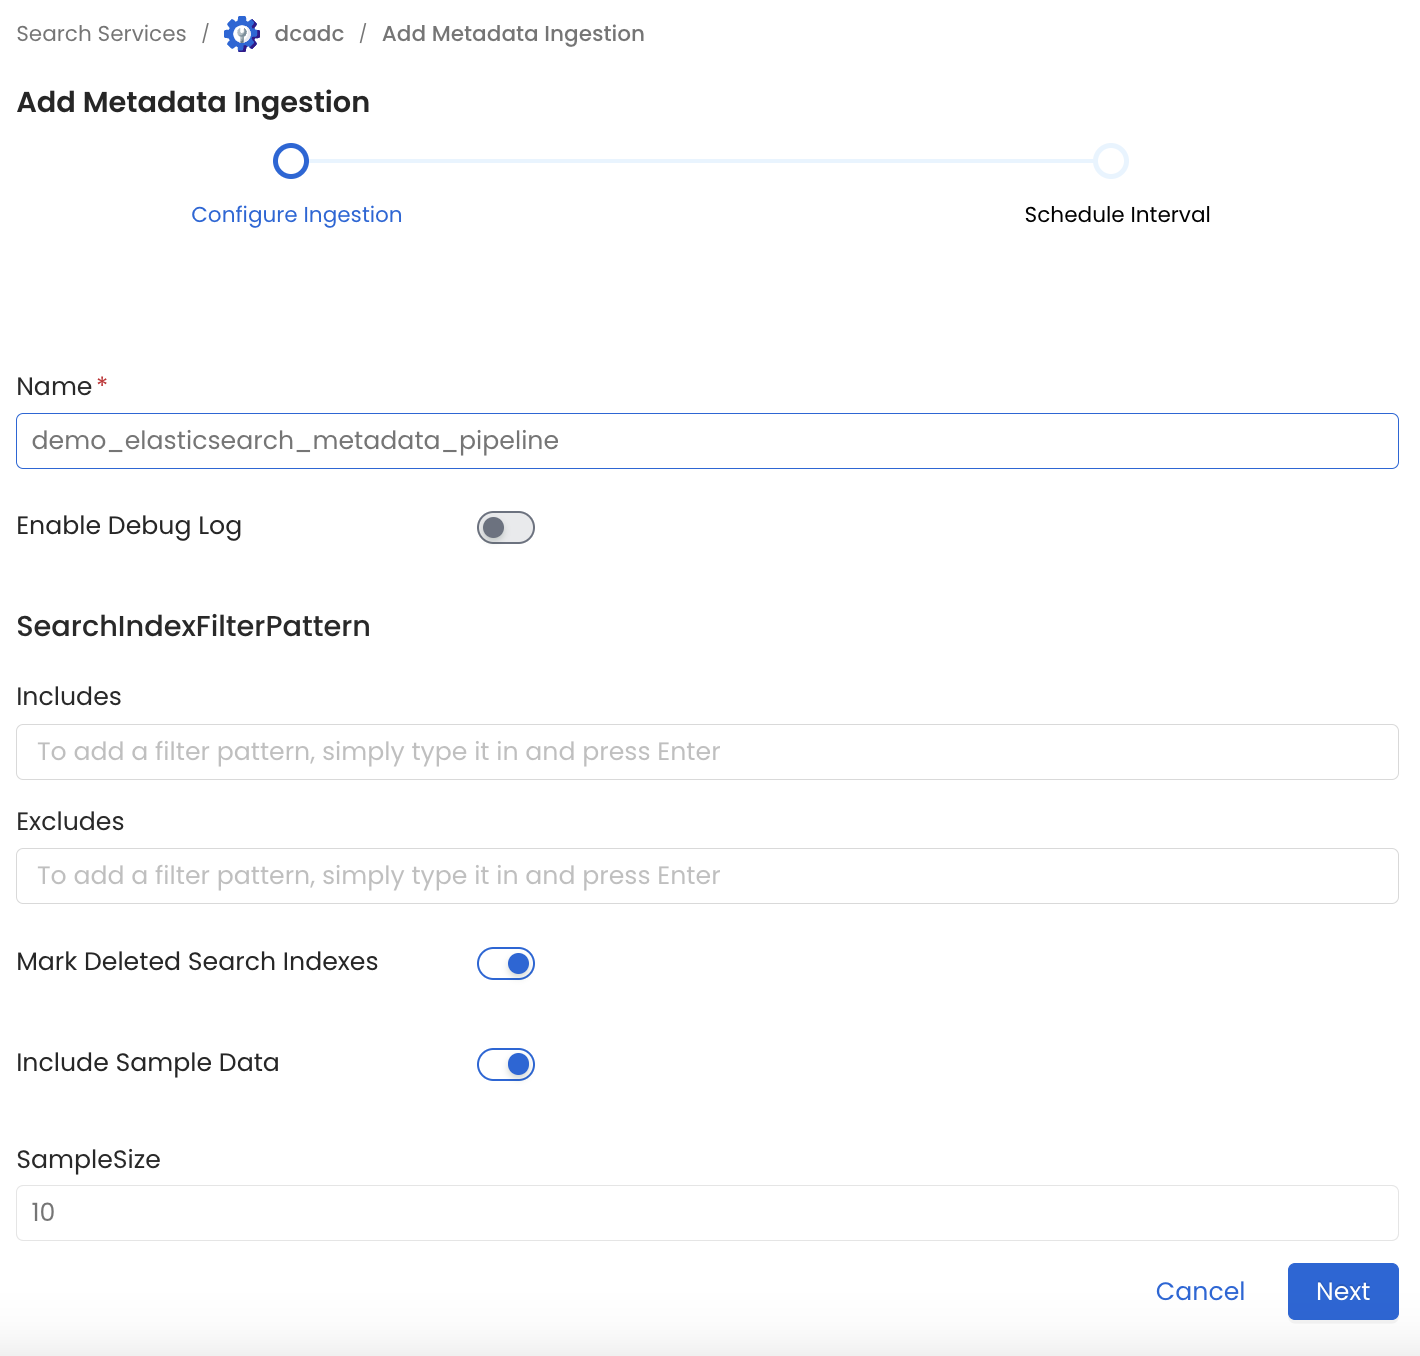 Search Services / dcadc / Add Metadata Ingestion
Add Metadata Ingestion
Configure Ingestion
Schedule Interval
Name *
demo_elasticsearch_metadata_pipeline
Enable Debug Log
SearchIndexFilterPattern
Includes
To add a filter pattern, simply type it in and press Enter
Excludes
To add a filter pattern, simply type it in and press Enter
Mark Deleted Search Indexes
Include Sample Data
SampleSize
10
Cancel
Next